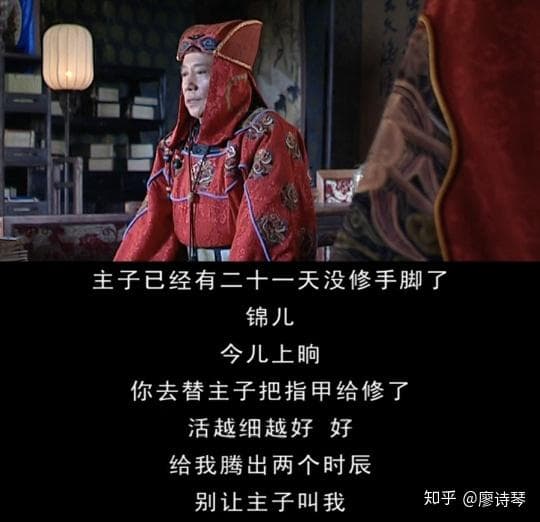 主子已经有二十一天没修手脚了
锦儿
今儿上晌
你去替主子把指甲给修了
活越细越好 好
给我腾出两个时辰
别让主子叫我
知乎 @廖诗琴